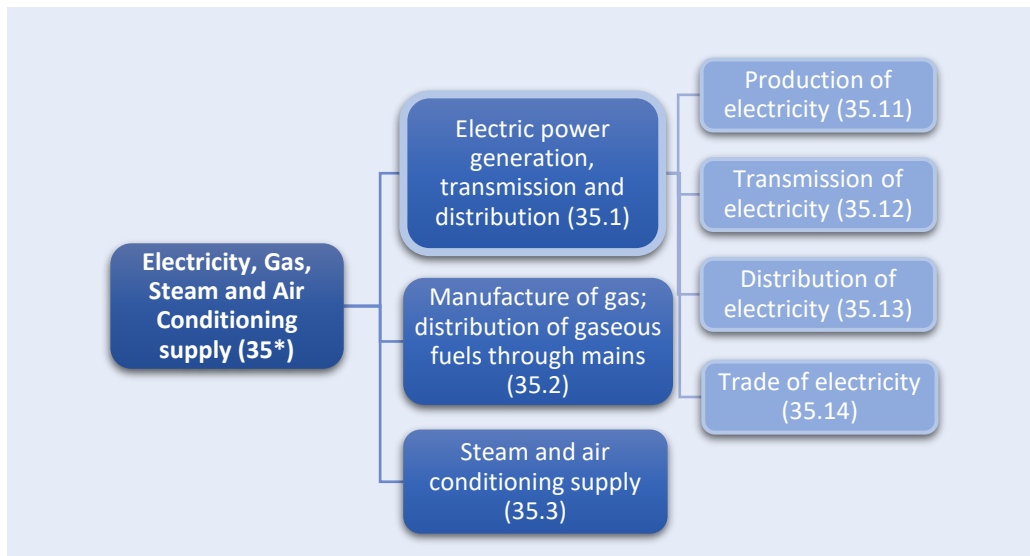 Electricity, Gas,
Steam and Air
Conditioning
supply (35*)
Electric power
generation,
transmission and
distribution (35.1)
Production of
electricity (35.11)
Transmission of
electricity (35.12)
Distribution of
electricity (35.13)
Trade of electricity
(35.14)
Manufacture of gas;
distribution of gaseous
fuels through mains
(35.2)
Steam and air
conditioning supply
(35.3)